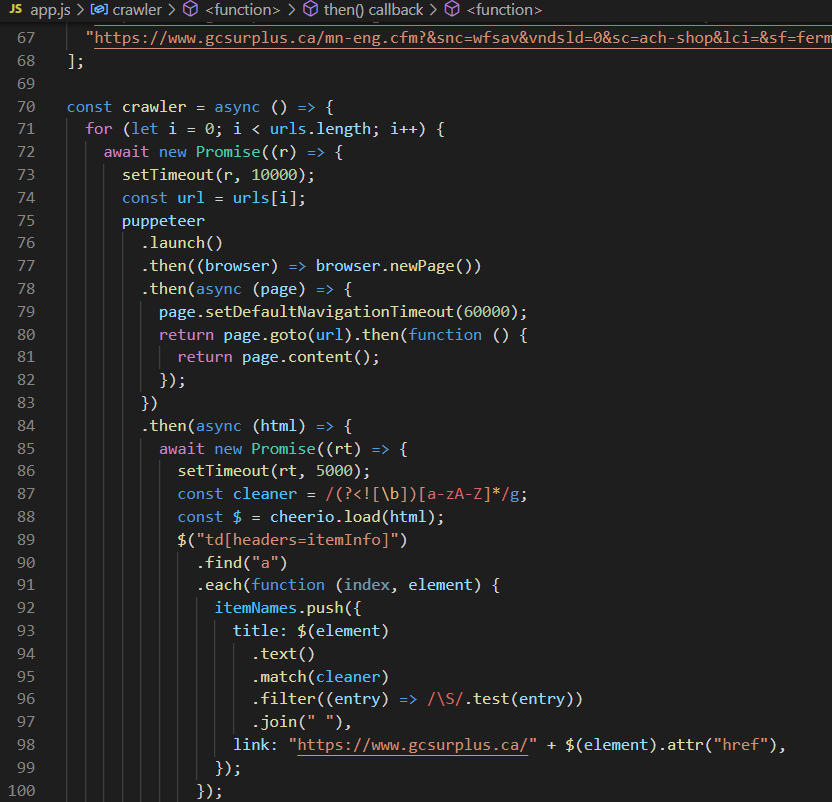 JS app.js > crawler > <function> > then() callback > <function>
67 "https://www.gcsurplus.ca/mn-eng.cfm?&snc=wfsav&vndsld=0&sc=ach-shop&lci=&sf=ferm
68 ];
69
70 const crawler = async () => {
71 for (let i = 0; i < urls.length; i++) {
72 await new Promise((r) => {
73 setTimeout(r, 10000);
74 const url = urls[i];
75 puppeteer
76 .launch()
77 .then((browser) => browser.newPage())
78 .then(async (page) => {
79 page.setDefaultNavigationTimeout(60000);
80 return page.goto(url).then(function () {
81 return page.content();
82 });
83 })
84 .then(async (html) => {
85 await new Promise((rt) => {
86 setTimeout(rt, 5000);
87 const cleaner = /(?<![\b])[a-zA-Z]*/g;
88 const $ = cheerio.load(html);
89 $("td[headers=itemInfo]")
90 .find("a")
91 .each(function (index, element) {
92 itemNames.push({
93 title: $(element)
94 .text()
95 .match(cleaner)
96 .filter((entry) => /\S/.test(entry))
97 .join(" "),
98 link: "https://www.gcsurplus.ca/" + $(element).attr("href"),
99 });
100 });